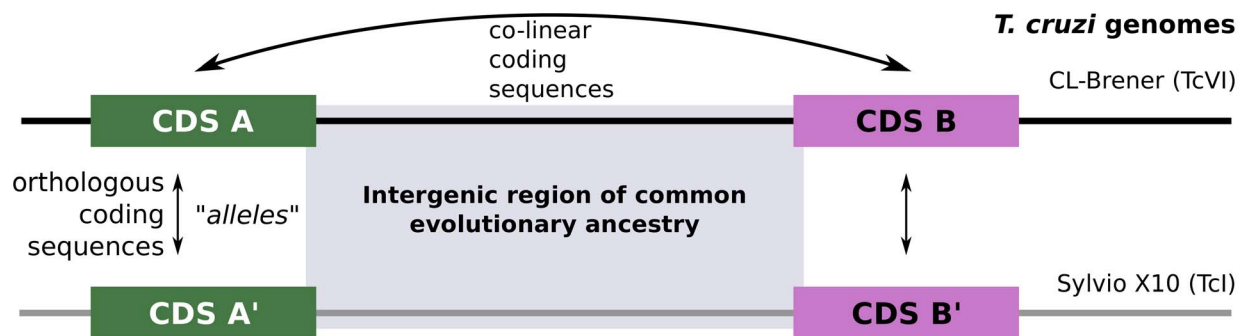 T. cruzi genomes
co-linear
coding
sequences
CL-Brener (TcVI)
CDS A
CDS B
orthologous
coding
sequences
"alleles"
Intergenic region of common
evolutionary ancestry
Sylvio X10 (TcI)
CDS A'
CDS B'